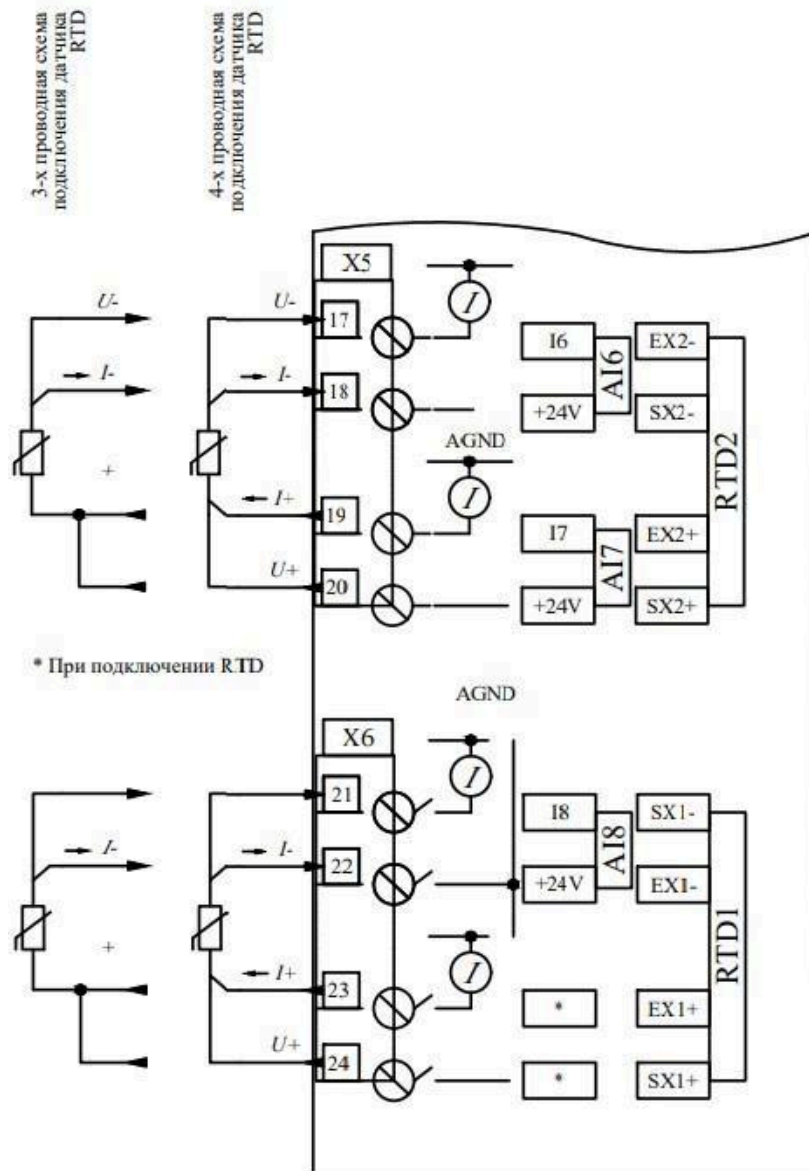 3-х проводная схема
подключения датчика
RTD
4-х проводная схема
подключения датчика
RTD
X5
U-
U-
17
I
I6
AI6
EX2-
I-
I-
18
+24V
SX2-
RTD2
AGND
+
I+
19
I
I7
AI7
EX2+
U+
20
+24V
SX2+
* При подключении RTD
AGND
X6
21
I
I8
AI8
SX1-
I-
I-
22
+24V
EX1-
RTD1
+
I+
23
I
*
EX1+
U+
24
*
SX1+